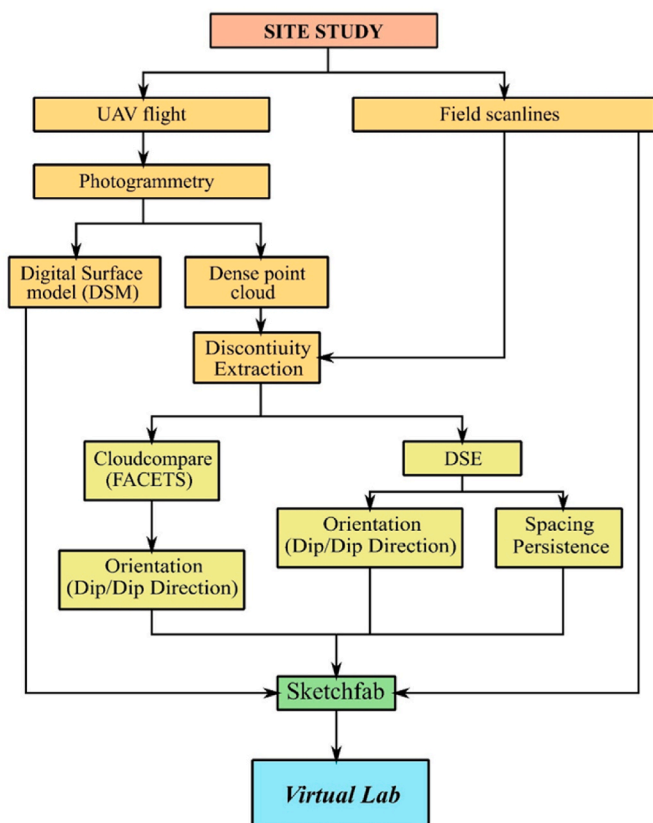 SITE STUDY
UAV flight
Field scanlines
Photogrammetry
Digital Surface
model (DSM)
Dense point
cloud
Discontiuity
Extraction
Cloudcompare
(FACETS)
DSE
Orientation
(Dip/Dip Direction)
Spacing
Persistence
Orientation
(Dip/Dip Direction)
Sketchfab
Virtual Lab